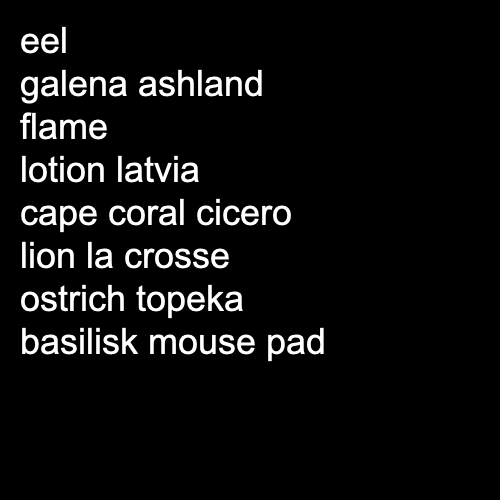 eel
galena ashland
flame
lotion latvia
cape coral cicero
lion la crosse
ostrich topeka
basilisk mouse pad